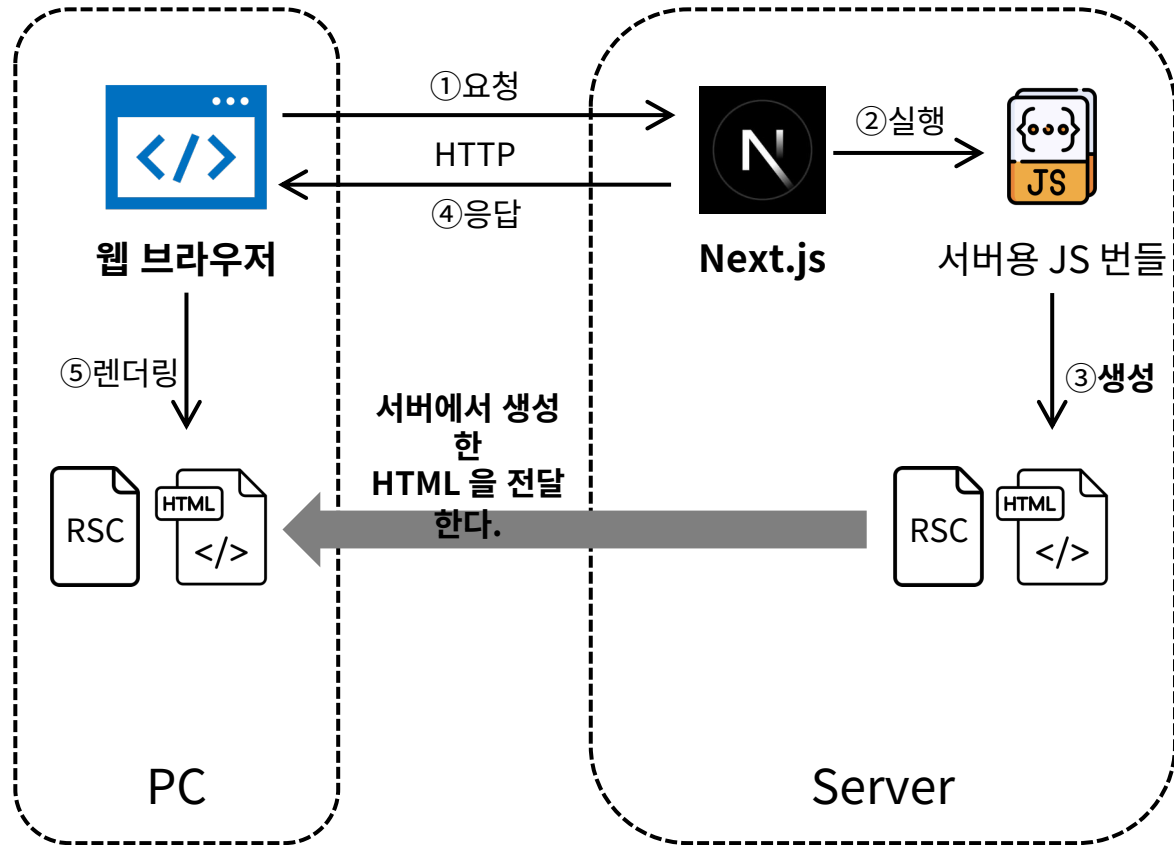 ①요청
HTTP
④응답
②실행
JS
웹 브라우저
Next.js
서버용 JS 번들
⑤렌더링
③생성
서버에서 생성
한
HTML 을 전달
한다.
RSC
HTML
</>
RSC
HTML
</>
PC
Server